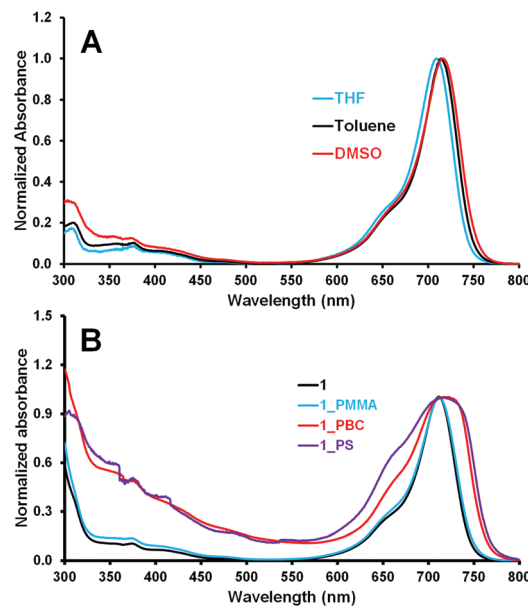 A
Normalized Absorbance
1.2
1.0
0.8
0.6
0.4
0.2
0.0
THF
Toluene
DMSO
300 350 400 450 500 550 600 650 700 750 800
Wavelength (nm)
B
Normalized absorbance
1.5
1.2
0.9
0.6
0.3
0.0
1
1_PMMA
1_PBC
1_PS
300 350 400 450 500 550 600 650 700 750 800
Wavelength (nm)